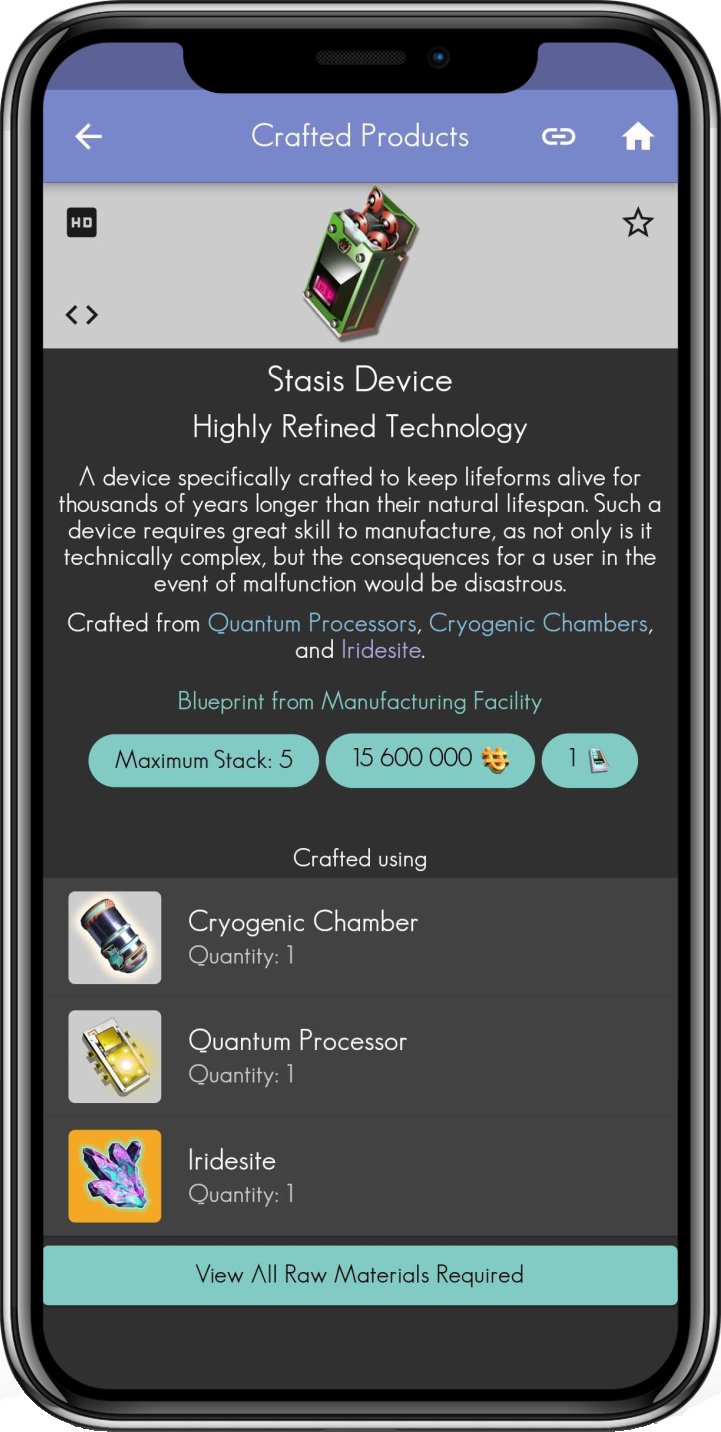 Crafted Products
HD
Stasis Device
Highly Refined Technology
A device specifically crafted to keep lifeforms alive for
thousands of years longer than their natural lifespan. Such a
device requires great skill to manufacture, as not only is it
technically complex, but the consequences for a user in the
event of malfunction would be disastrous.
Crafted from Quantum Processors, Cryogenic Chambers,
and Iridesite.
Blueprint from Manufacturing Facility
Maximum Stack: 5
15 600 000
1
Crafted using
Cryogenic Chamber
Quantity: 1
Quantum Processor
Quantity: 1
Iridesite
Quantity: 1
View All Raw Materials Required